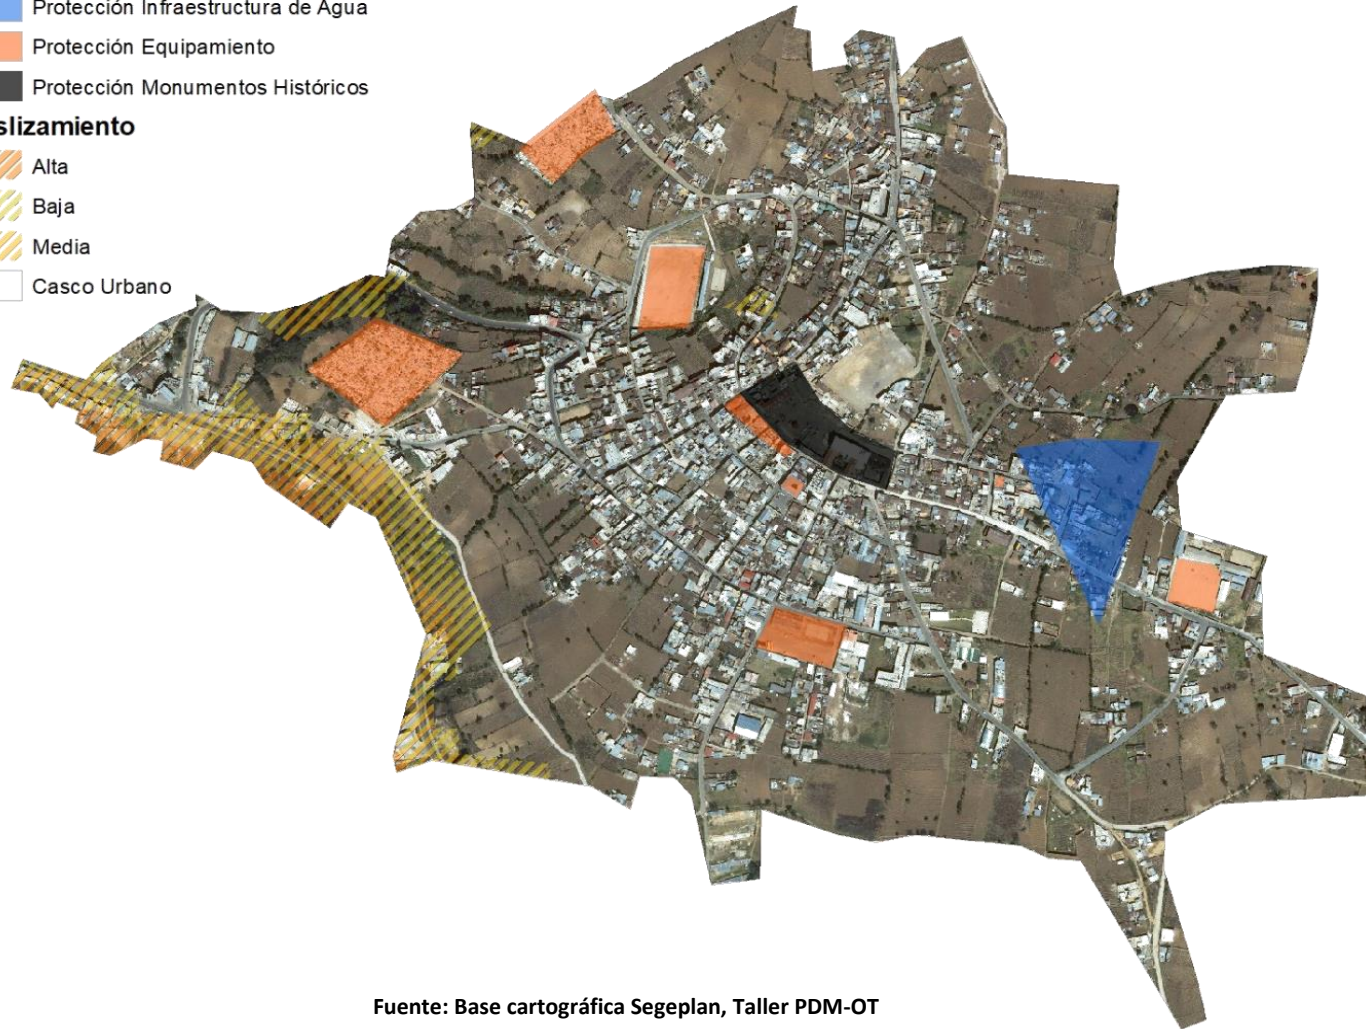 Protección Infraestructura de Agua
Protección Equipamiento
Protección Monumentos Históricos
slizamiento
Alta
Baja
Media
Casco Urbano
Fuente: Base cartográfica Segeplan, Taller PDM-OT